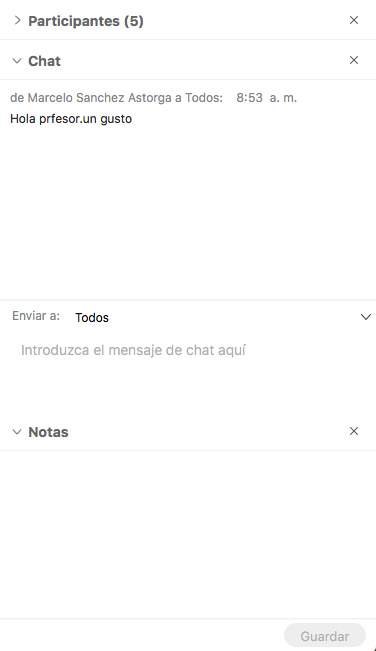 Participantes (5)
Chat
de Marcelo Sanchez Astorga a Todos: 8:53 a. m.
Hola prfesor.un gusto
Enviar a: Todos
Introduzca el mensaje de chat aquí
Notas
Guardar